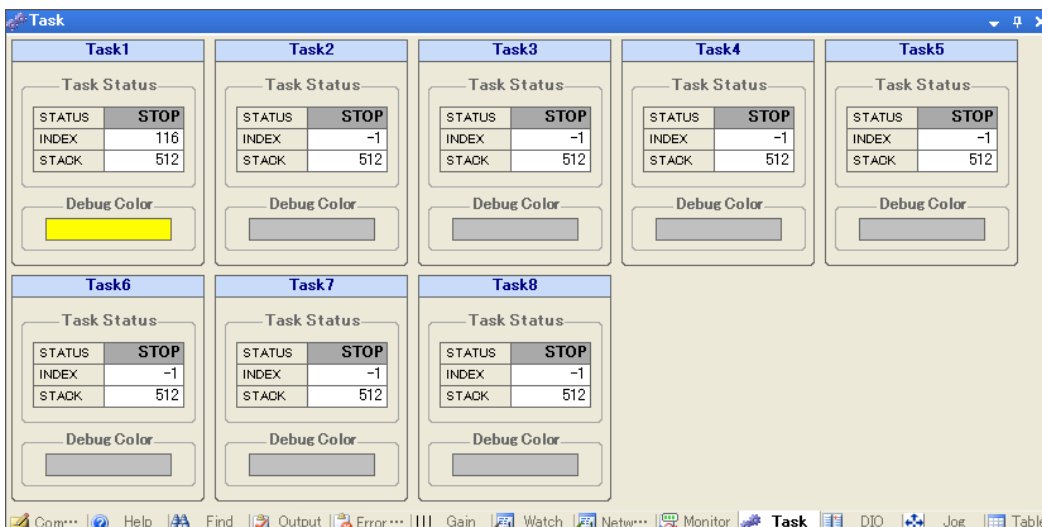 Task
Task1 Task2 Task3 Task4 Task5
Task Status Task Status Task Status Task Status Task Status
STATUS STOP STATUS STOP STATUS STOP STATUS STOP STATUS STOP
INDEX 116 INDEX -1 INDEX -1 INDEX -1 INDEX -1
STACK 512 STACK 512 STACK 512 STACK 512 STACK 512
Debug Color Debug Color Debug Color Debug Color Debug Color
Task6 Task7 Task8
Task Status Task Status Task Status
STATUS STOP STATUS STOP STATUS STOP
INDEX -1 INDEX -1 INDEX -1
STACK 512 STACK 512 STACK 512
Debug Color Debug Color Debug Color
Com… Help Find Output Error… Gain Watch Netw… Monitor Task DIO Jog Table